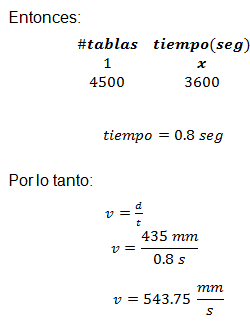 Entonces:
#tablas tiempo(seg)
1 x
4500 3600
tiempo = 0.8 seg
Por lo tanto:
v = d/t
v = 435 mm / 0.8 s
v = 543.75 mm/s